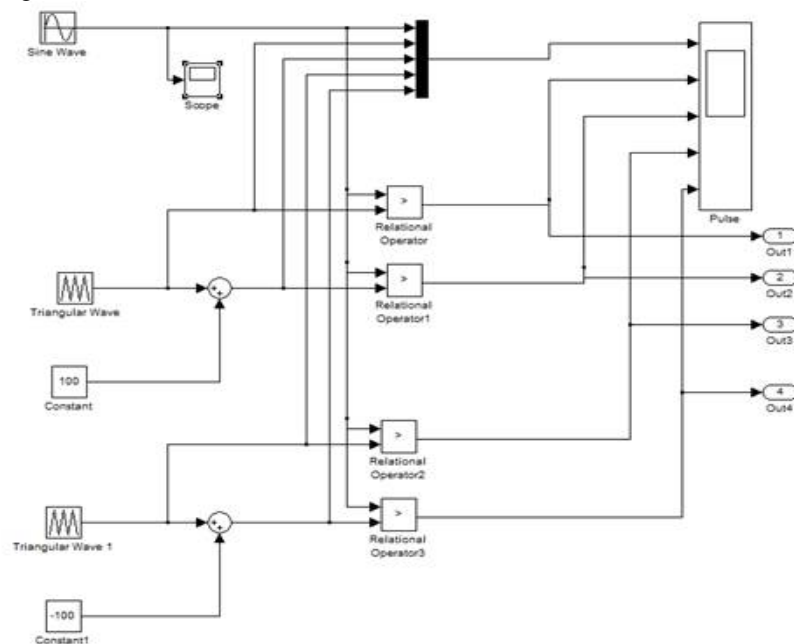 Sine Wave
Scope
>
Relational
Operator
Pulse
1
Out1
Triangular Wave
>
Relational
Operator1
2
Out2
3
Out3
100
Constant
4
Out4
>
Relational
Operator2
Triangular Wave 1
>
Relational
Operator3
-100
Constant1